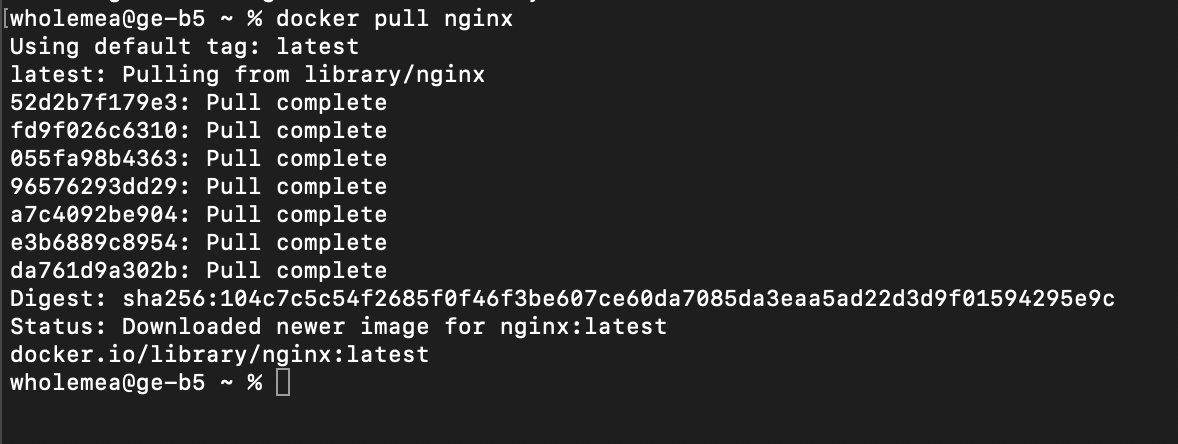 [wholemea@ge-b5 ~ % docker pull nginx
Using default tag: latest
latest: Pulling from library/nginx
52d2b7f179e3: Pull complete
fd9f026c6310: Pull complete
055fa98b4363: Pull complete
96576293dd29: Pull complete
a7c4092be904: Pull complete
e3b6889c8954: Pull complete
da761d9a302b: Pull complete
Digest: sha256:104c7c5c54f2685f0f46f3be607ce60da7085da3eaa5ad22d3d9f01594295e9c
Status: Downloaded newer image for nginx:latest
docker.io/library/nginx:latest
wholemea@ge-b5 ~ %